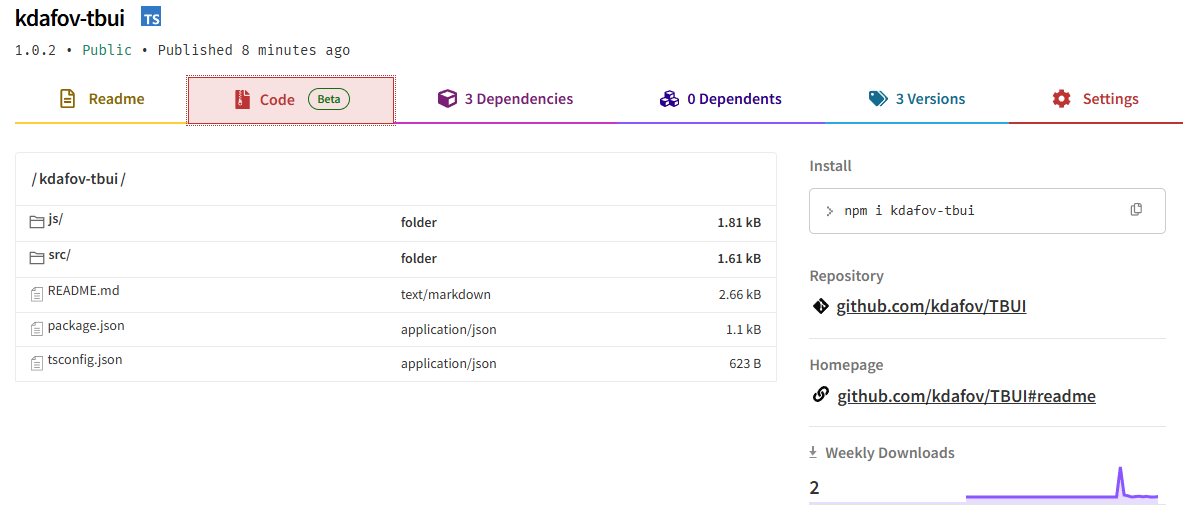 kdafov-tbui TS
1.0.2 • Public • Published 8 minutes ago
Readme
Code Beta
3 Dependencies
0 Dependents
3 Versions
Settings
/kdafov-tbui/
js/ folder 1.81 kB
src/ folder 1.61 kB
README.md text/markdown 2.66 kB
package.json application/json 1.1 kB
tsconfig.json application/json 623 B
Install
> npm i kdafov-tbui
Repository
github.com/kdafov/TBUI
Homepage
github.com/kdafov/TBUI#readme
Weekly Downloads
2